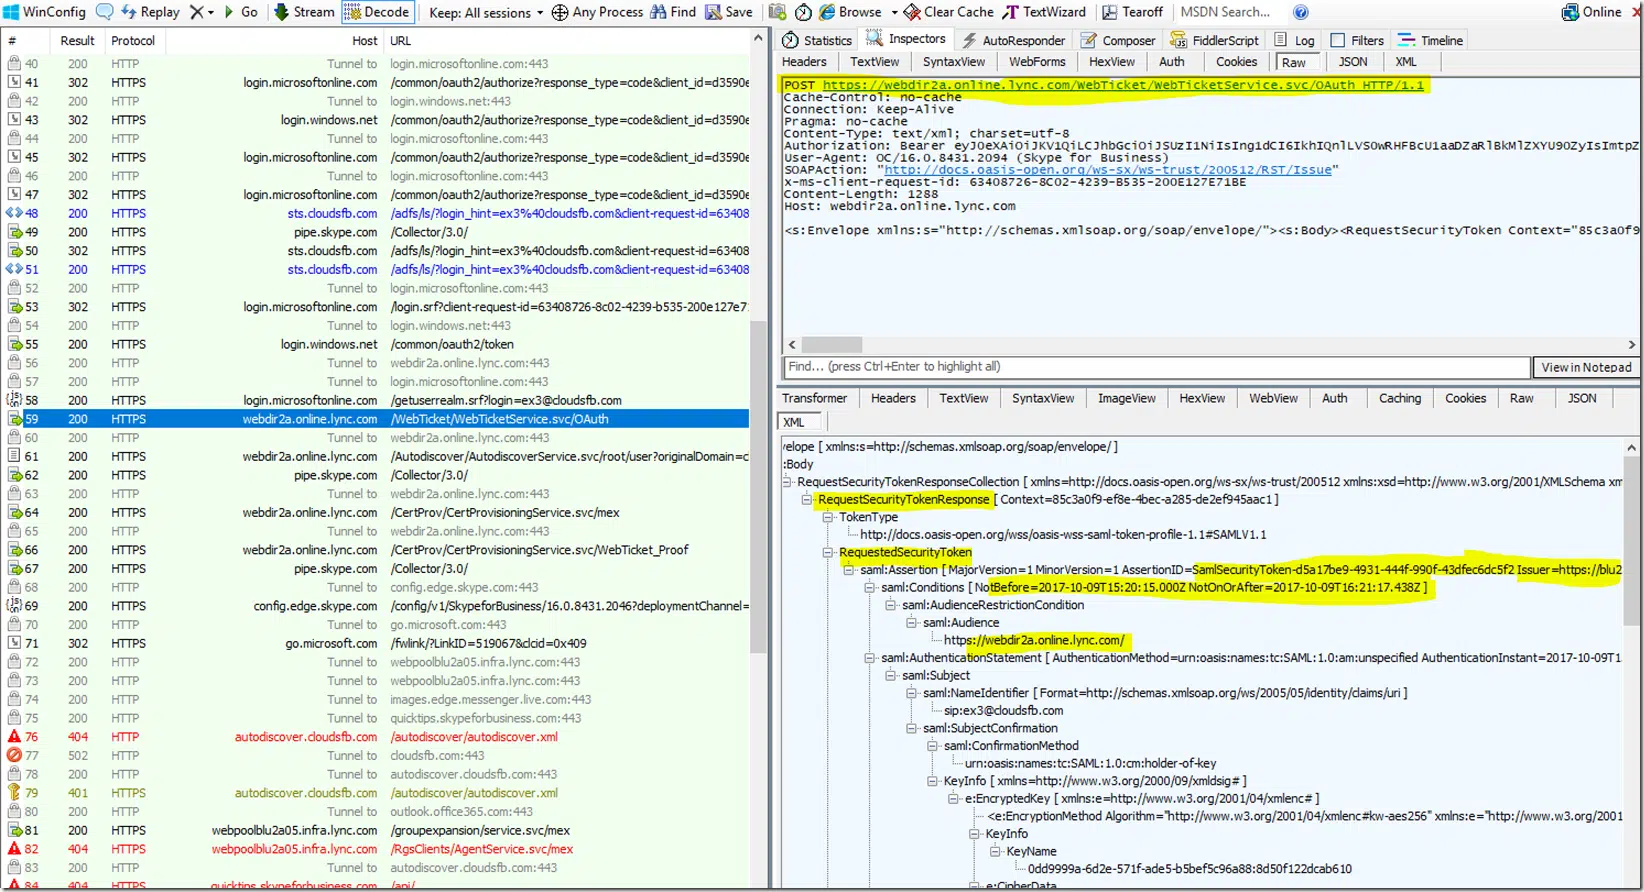 WinConfig Replay Go Stream Decode Keep: All sessions Any Process Find Save Browse Clear Cache TextWizard Tearoff MSDN Search... Online
# Result Protocol Host URL
40 200 HTTP Tunnel to login.microsoftonline.com:443
41 302 HTTPS login.microsoftonline.com /common/oauth2/authorize?response_type=code&client_id=d3590e
42 200 HTTP Tunnel to login.windows.net:443
43 302 HTTPS login.windows.net /common/oauth2/authorize?response_type=code&client_id=d3590e
44 200 HTTP Tunnel to login.microsoftonline.com:443
45 302 HTTPS login.microsoftonline.com /common/oauth2/authorize?response_type=code&client_id=d3590e
46 200 HTTP Tunnel to login.microsoftonline.com:443
47 302 HTTPS login.microsoftonline.com /common/oauth2/authorize?response_type=code&client_id=d3590e
48 200 HTTPS sts.cloudsfb.com /adfs/ls/?login_hint=ex3%40cloudsfb.com&client-request-id=63408
49 200 HTTPS pipe.skype.com /Collector/3.0/
50 302 HTTPS sts.cloudsfb.com /adfs/ls/?login_hint=ex3%40cloudsfb.com&client-request-id=63408
51 200 HTTPS sts.cloudsfb.com /adfs/ls/?login_hint=ex3%40cloudsfb.com&client-request-id=63408
52 200 HTTP Tunnel to login.microsoftonline.com:443
53 302 HTTPS login.microsoftonline.com /login.srf?client-request-id=63408726-8c02-4239-b535-200e127e7
54 200 HTTP Tunnel to login.windows.net:443
55 200 HTTPS login.windows.net /common/oauth2/token
56 200 HTTP Tunnel to webdir2a.online.lync.com:443
57 200 HTTP Tunnel to login.microsoftonline.com:443
58 200 HTTPS login.microsoftonline.com /getuserrealm.srf?login=ex3@cloudsfb.com
59 200 HTTPS webdir2a.online.lync.com /WebTicket/WebTicketService.svc/OAuth
60 200 HTTP Tunnel to webdir2a.online.lync.com:443
61 200 HTTPS webdir2a.online.lync.com /Autodiscover/AutodiscoverService.svc/root/user?originalDomain=c
62 200 HTTPS pipe.skype.com /Collector/3.0/
63 200 HTTP Tunnel to webdir2a.online.lync.com:443
64 200 HTTPS webdir2a.online.lync.com /CertProv/CertProvisioningService.svc/mex
65 200 HTTP Tunnel to webdir2a.online.lync.com:443
66 200 HTTPS webdir2a.online.lync.com /CertProv/CertProvisioningService.svc/WebTicket_Proof
67 200 HTTPS pipe.skype.com /Collector/3.0/
68 200 HTTP Tunnel to config.edge.skype.com:443
69 200 HTTPS config.edge.skype.com /config/v1/SkypeforBusiness/16.0.8431.2046?deploymentChannel=
70 200 HTTP Tunnel to go.microsoft.com:443
71 302 HTTPS go.microsoft.com /fwlink/?LinkID=519067&clcid=0x409
72 200 HTTP Tunnel to webpoolblu2a05.infra.lync.com:443
73 200 HTTP Tunnel to webpoolblu2a05.infra.lync.com:443
74 200 HTTP Tunnel to images.edge.messenger.live.com:443
75 200 HTTP Tunnel to quicktips.skypeforbusiness.com:443
76 404 HTTP autodiscover.cloudsfb.com /autodiscover/autodiscover.xml
77 502 HTTP Tunnel to cloudsfb.com:443
78 200 HTTP Tunnel to autodiscover.cloudsfb.com:443
79 401 HTTPS autodiscover.cloudsfb.com /autodiscover/autodiscover.xml
80 200 HTTP Tunnel to outlook.office365.com:443
81 200 HTTPS webpoolblu2a05.infra.lync.com /groupexpansion/service.svc/mex
82 404 HTTPS webpoolblu2a05.infra.lync.com /RgsClients/AgentService.svc/mex
83 200 HTTP Tunnel to autodiscover.cloudsfb.com:443
84 404 HTTPS quicktips.skypeforbusiness.com /api/
Statistics Inspectors AutoResponder Composer FiddlerScript Log Filters Timeline
Headers TextView SyntaxView WebForms HexView Auth Cookies Raw JSON XML
POST https://webdir2a.online.lync.com/WebTicket/WebTicketService.svc/OAuth HTTP/1.1
Cache-Control: no-cache
Connection: Keep-Alive
Pragma: no-cache
Content-Type: text/xml; charset=utf-8
Authorization: Bearer
User-Agent: OC/16.0.8431.2094 (Skype for Business)
SOAPAction: "http://docs.oasis-open.org/ws-sx/ws-trust/200512/RST/Issue"
x-ms-client-request-id: 63408726-8C02-4239-B535-200E127E71BE
Content-Length: 1288
Host: webdir2a.online.lync.com
<s:Envelope xmlns:s="http://schemas.xmlsoap.org/soap/envelope/"><s:Body><RequestSecurityToken Context="85c3a0f9
Find... (press Ctrl+Enter to highlight all) View in Notepad
Transformer Headers TextView SyntaxView ImageView HexView WebView Auth Caching Cookies Raw JSON
XML
velope [ xmlns:s=http://schemas.xmlsoap.org/soap/envelope/ ]
:Body
RequestSecurityTokenResponseCollection [ xmlns=http://docs.oasis-open.org/ws-sx/ws-trust/200512 xmlns:xsd=http://www.w3.org/2001/XMLSchema xm
RequestSecurityTokenResponse [ Context=85c3a0f9-ef8e-4bec-a285-de2ef945aac1 ]
TokenType
http://docs.oasis-open.org/wss/oasis-wss-saml-token-profile-1.1#SAMLV1.1
RequestedSecurityToken
saml:Assertion [ MajorVersion=1 MinorVersion=1 AssertionID=SamlSecurityToken-d5a17be9-4931-444f-990f-43dfec6dc5f2 Issuer=https://blu2
saml:Conditions [ NotBefore=2017-10-09T15:20:15.000Z NotOnOrAfter=2017-10-09T16:21:17.438Z ]
saml:AudienceRestrictionCondition
saml:Audience
https://webdir2a.online.lync.com/
saml:AuthenticationStatement [ AuthenticationMethod=urn:oasis:names:tc:SAML:1.0:am:unspecified AuthenticationInstant=2017-10-09T1
saml:Subject
saml:NameIdentifier [ Format=http://schemas.xmlsoap.org/ws/2005/05/identity/claims/uri ]
sip:ex3@cloudsfb.com
saml:SubjectConfirmation
saml:ConfirmationMethod
urn:oasis:names:tc:SAML:1.0:cm:holder-of-key
KeyInfo [ xmlns=http://www.w3.org/2000/09/xmldsig# ]
e:EncryptedKey [ xmlns:e=http://www.w3.org/2001/04/xmlenc# ]
<e:EncryptionMethod Algorithm="http://www.w3.org/2001/04/xmlenc#kw-aes256" xmlns:e="http://www.w3.org/2001
KeyInfo
KeyName
0dd9999a-6d2e-571f-ade5-b5bef5c96a88:8d50f122dcab610
e:CipherData